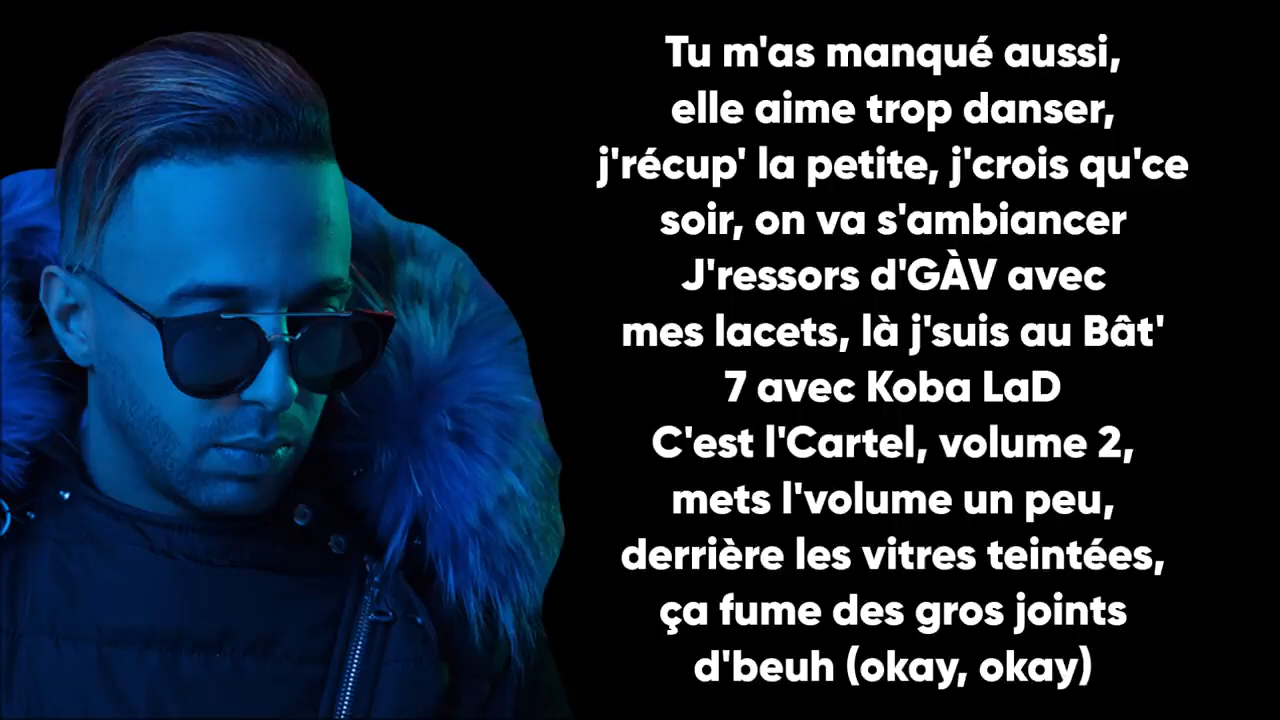 Tu m'as manqué aussi,
elle aime trop danser,
j'récup' la petite, j'crois qu'ce
soir, on va s'ambiancer
J'ressors d'GÀV avec
mes lacets, là j'suis au Bât'
7 avec Koba LaD
C'est l'Cartel, volume 2,
mets l'volume un peu,
derrière les vitres teintées,
ça fume des gros joints
d'beuh (okay, okay)